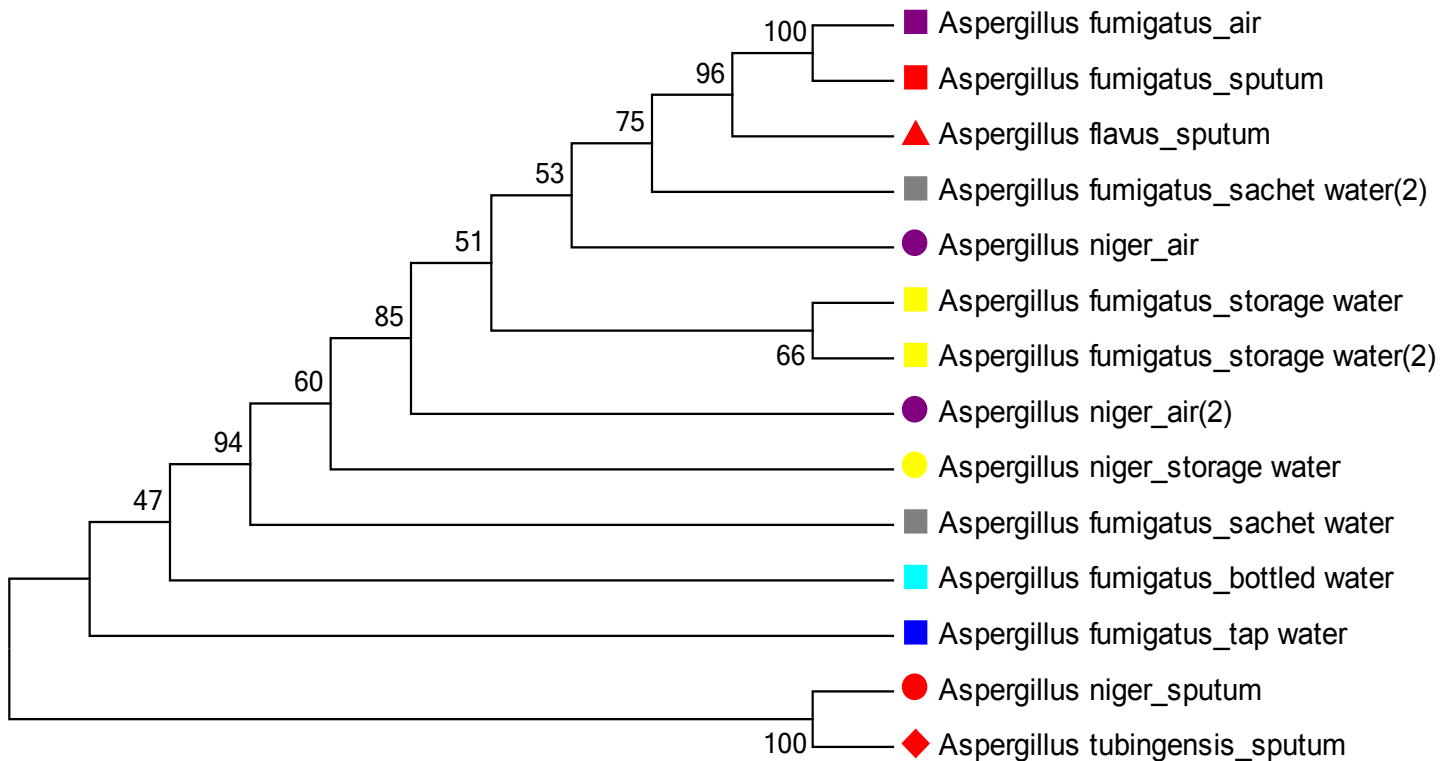 100
Aspergillus fumigatus_air
Aspergillus fumigatus_sputum
96
Aspergillus flavus_sputum
75
Aspergillus fumigatus_sachet water(2)
53
Aspergillus niger_air
51
Aspergillus fumigatus_storage water
66
Aspergillus fumigatus_storage water(2)
85
Aspergillus niger_air(2)
60
Aspergillus niger_storage water
94
Aspergillus fumigatus_sachet water
47
Aspergillus fumigatus_bottled water
Aspergillus fumigatus_tap water
Aspergillus niger_sputum
100
Aspergillus tubingensis_sputum